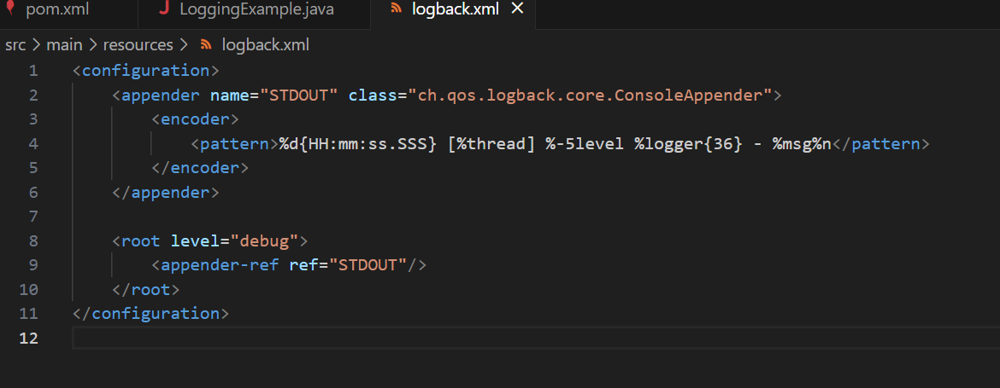 pom.xml LoggingExample.java logback.xml
src > main > resources > logback.xml
1 <configuration>
2 <appender name="STDOUT" class="ch.qos.logback.core.ConsoleAppender">
3 <encoder>
4 <pattern>%d{HH:mm:ss.SSS} [%thread] %-5level %logger{36} - %msg%n</pattern>
5 </encoder>
6 </appender>
7
8 <root level="debug">
9 <appender-ref ref="STDOUT"/>
10 </root>
11 </configuration>
12